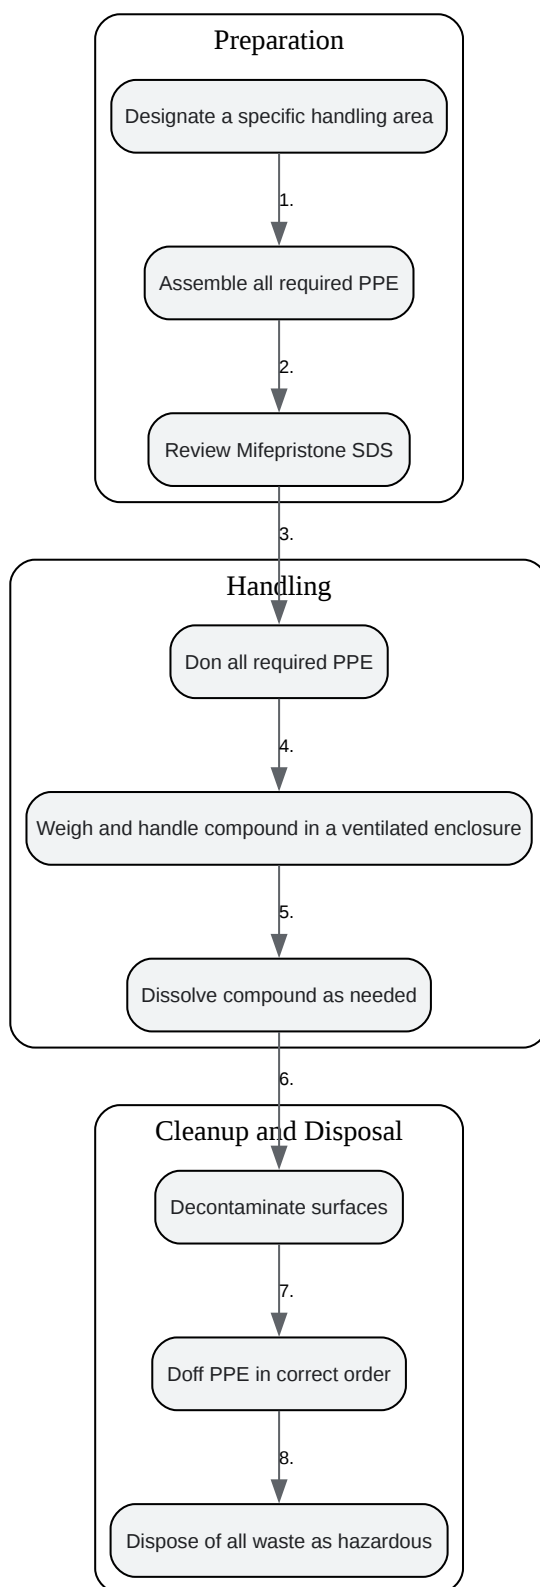 Preparation
Designate a specific handling area
1.
Assemble all required PPE
2.
Review Mifepristone SDS
3.
Handling
Don all required PPE
4.
Weigh and handle compound in a ventilated enclosure
5.
Dissolve compound as needed
6.
Cleanup and Disposal
Decontaminate surfaces
7.
Doff PPE in correct order
8.
Dispose of all waste as hazardous